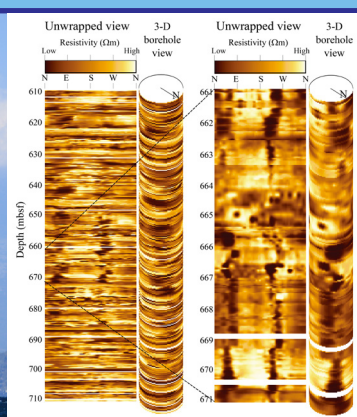 Unwrapped view
3-D
borehole
view
Resistivity (Ωm)
Low High
N E S W N
N
610
620
630
640
650
660
670
680
690
700
710
Depth (mbsf)
Unwrapped view
3-D
borehole
view
Resistivity (Ωm)
Low High
N E S W N
N
661
662
663
664
665
666
667
668
669
670
671